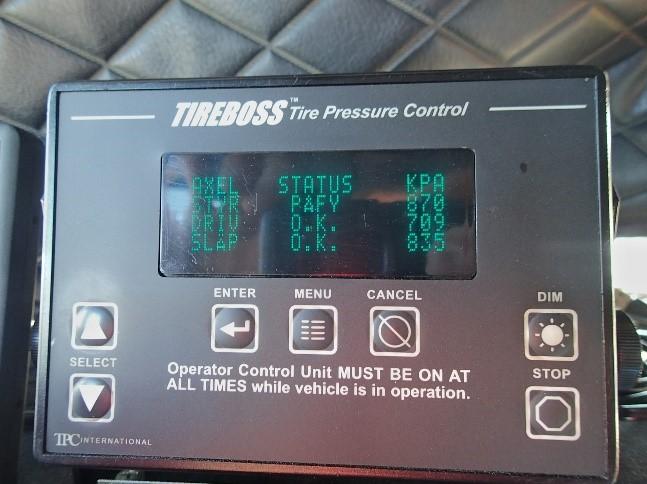 TIREBOSS™ Tire Pressure Control
AXEL STATUS KPA
STYR PAFY 870
DRIV O.K. 709
SLAP O.K. 835
ENTER MENU CANCEL DIM
SELECT
STOP
Operator Control Unit MUST BE ON AT
ALL TIMES while vehicle is in operation.
TPC INTERNATIONAL